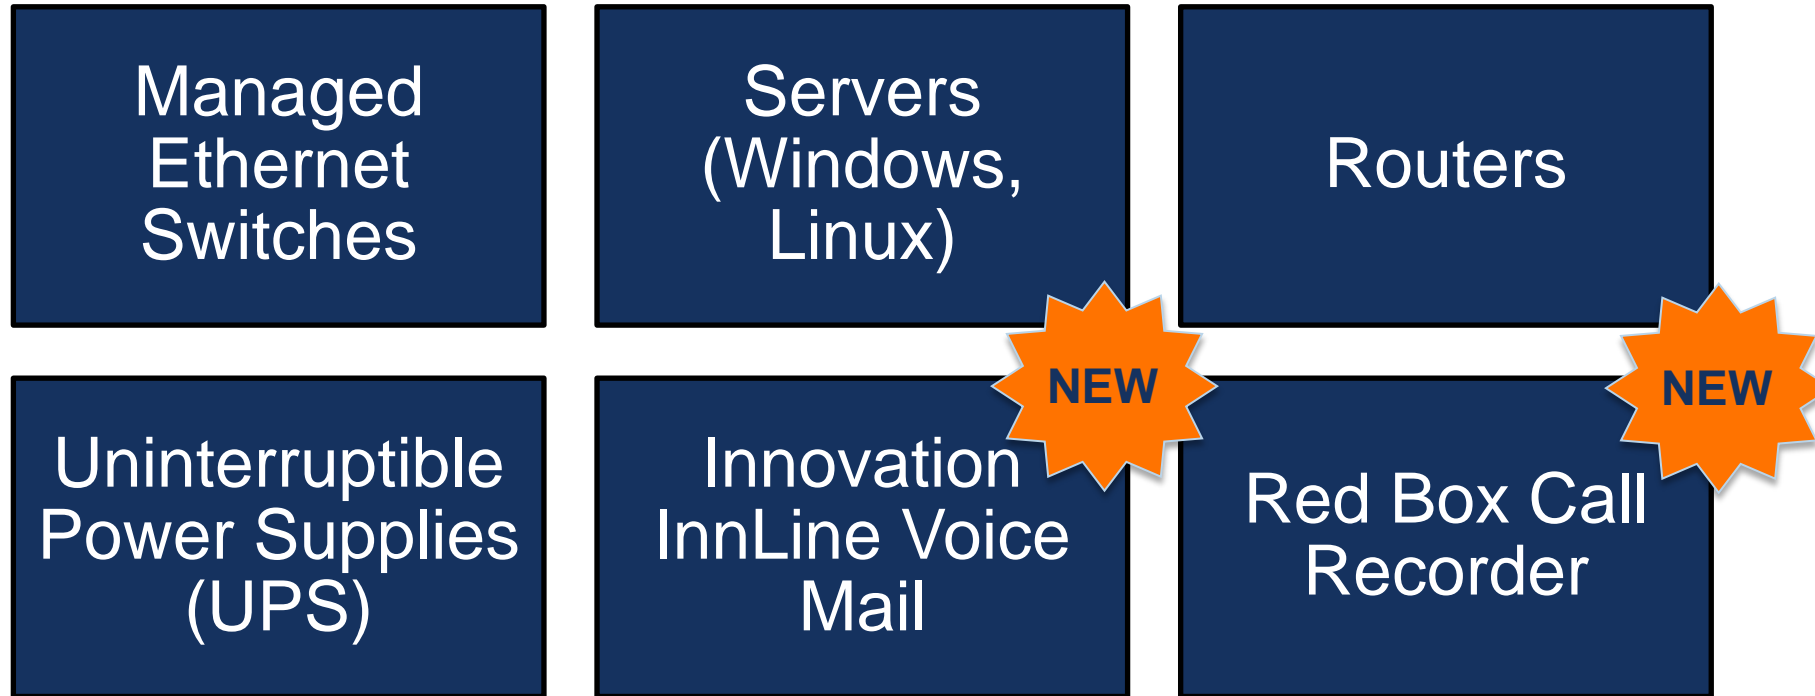 Managed
Ethernet
Switches
Servers
(Windows,
Linux)
Routers
Uninterruptible
Power Supplies
(UPS)
NEW
Innovation
InnLine Voice
Mail
NEW
Red Box Call
Recorder